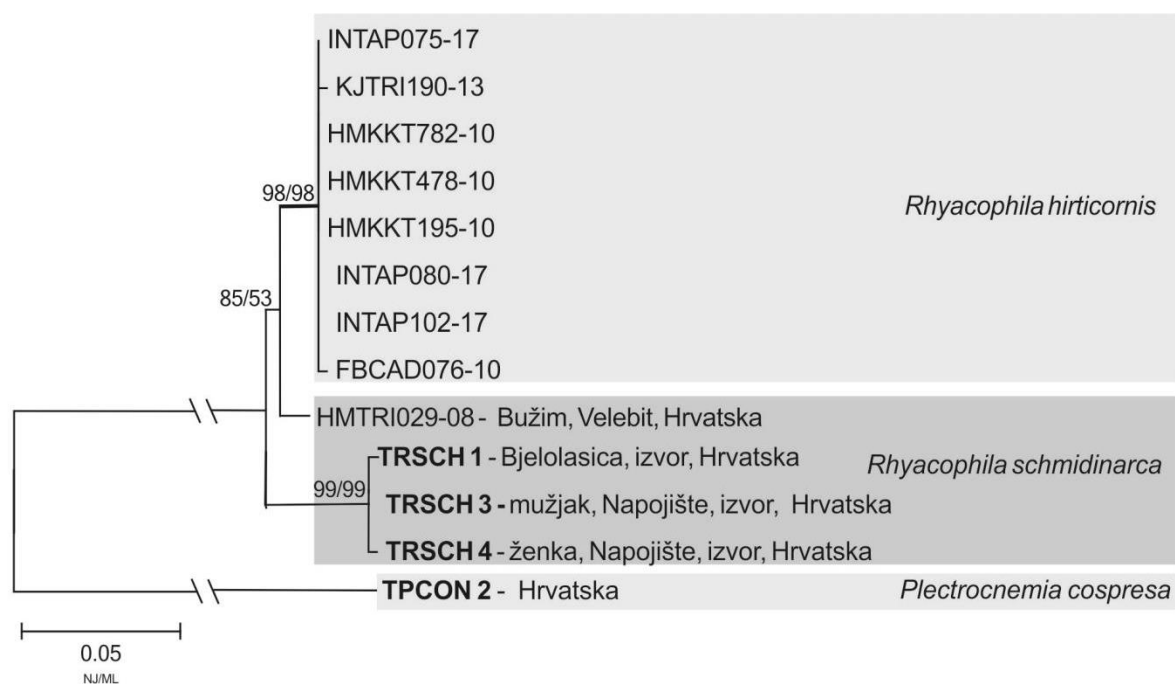 INTAP075-17
KJTRI190-13
HMKKT782-10
98/98
HMKKT478-10
Rhyacophila hirticornis
HMKKT195-10
INTAP080-17
85/53
INTAP102-17
FBCAD076-10
HMTRI029-08 - Bužim, Velebit, Hrvatska
TRSCH 1 - Bjelolasica, izvor, Hrvatska
Rhyacophila schmidinarca
99/99
TRSCH 3 - mužjak, Napojište, izvor, Hrvatska
TRSCH 4 - ženka, Napojište, izvor, Hrvatska
TPCON 2 - Hrvatska
Plectrocnemia cospresa
0.05
NJ/ML